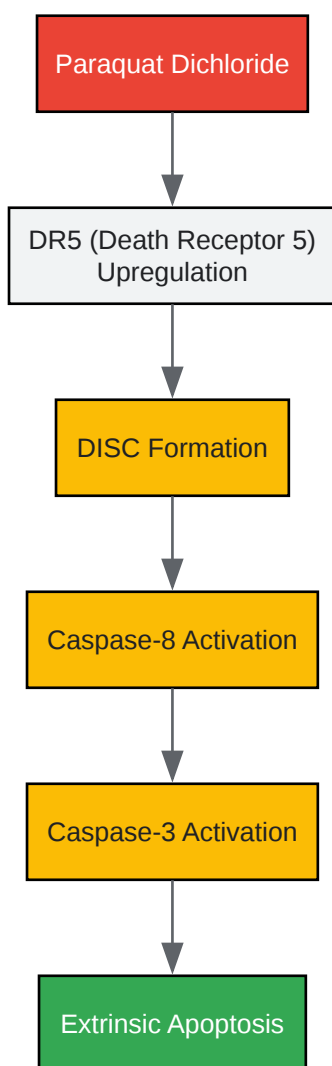 Paraquat Dichloride
DR5 (Death Receptor 5)
Upregulation
DISC Formation
Caspase-8 Activation
Caspase-3 Activation
Extrinsic Apoptosis